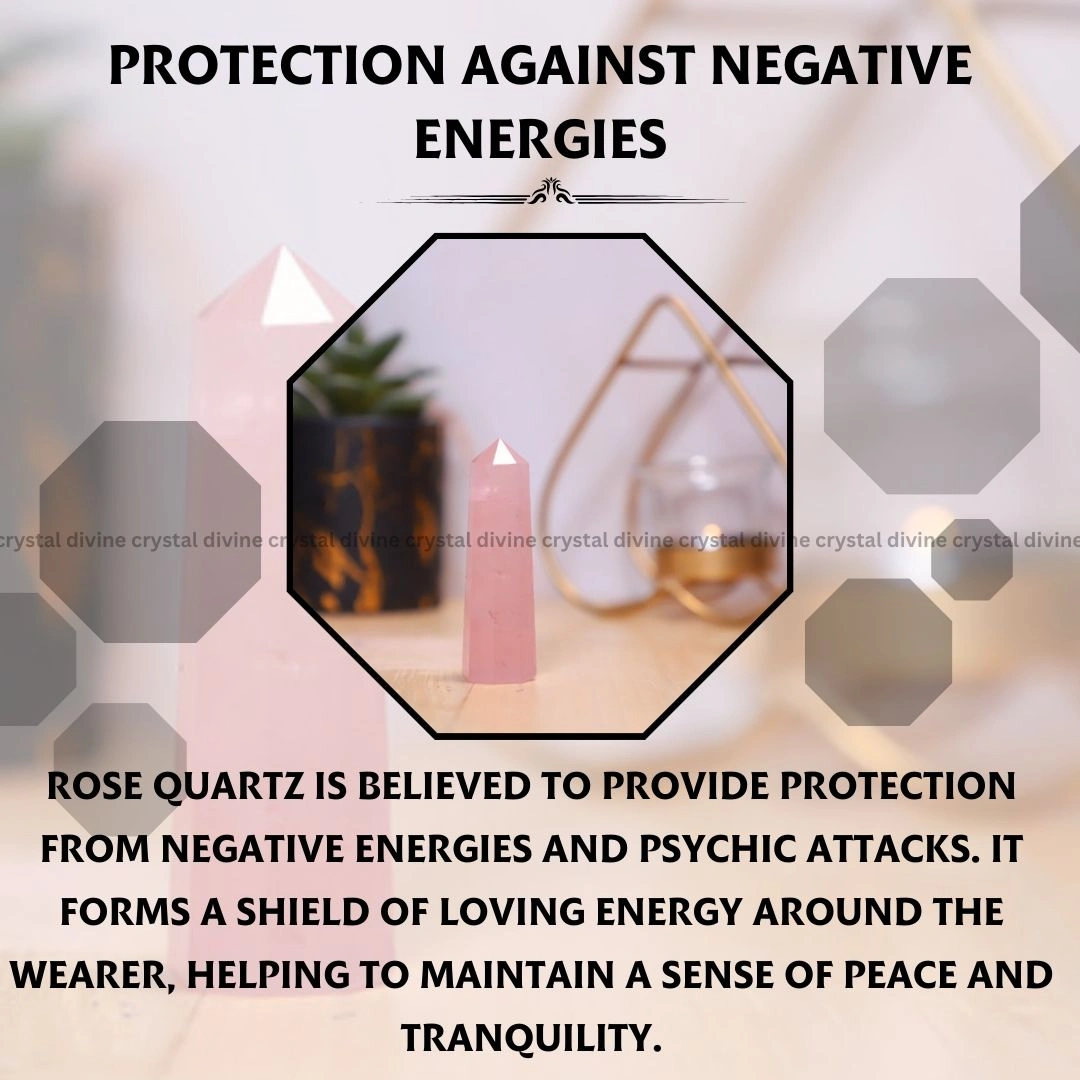 PROTECTION AGAINST NEGATIVE
ENERGIES
crystal divine crystal divine crystal divine crystal divine crystal divine crystal divine crystal divine crystal divine
ROSE QUARTZ IS BELIEVED TO PROVIDE PROTECTION
FROM NEGATIVE ENERGIES AND PSYCHIC ATTACKS. IT
FORMS A SHIELD OF LOVING ENERGY AROUND THE
WEARER, HELPING TO MAINTAIN A SENSE OF PEACE AND
TRANQUILITY.